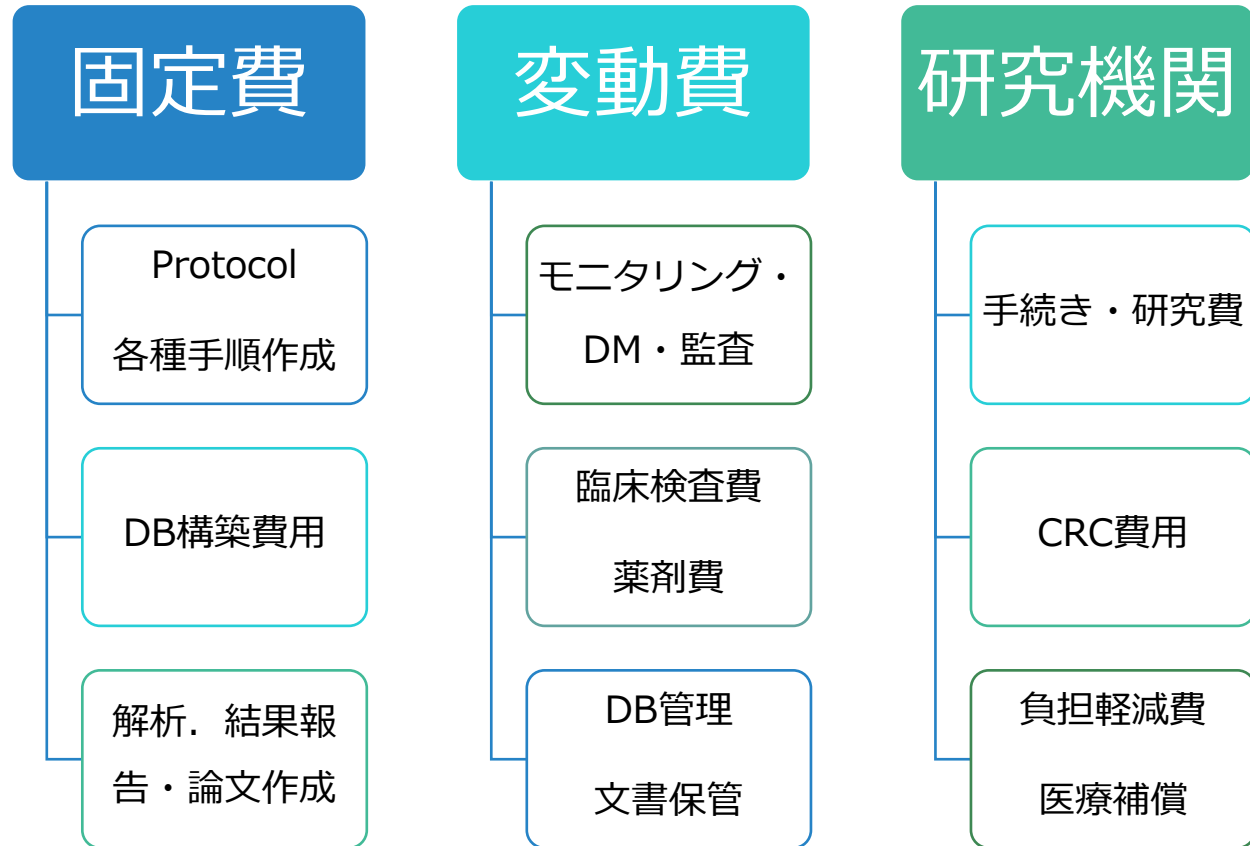 固定費
Protocol
各種手順作成
DB構築費用
解析．結果報
告・論文作成
変動費
モニタリング・
DM・監査
臨床検査費
薬剤費
DB管理
文書保管
研究機関
手続き・研究費
CRC費用
負担軽減費
医療補償